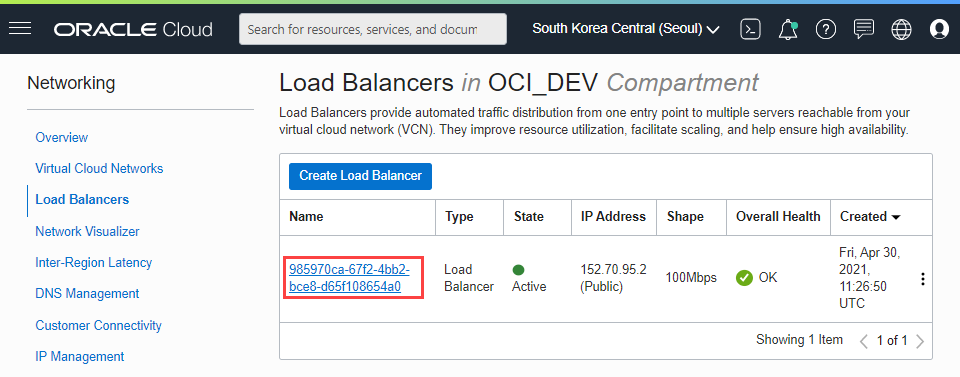 ORACLE Cloud
Search for resources, services, and docum
South Korea Central (Seoul)
Networking
Overview
Virtual Cloud Networks
Load Balancers
Network Visualizer
Inter-Region Latency
DNS Management
Customer Connectivity
IP Management
Load Balancers in OCI_DEV Compartment
Load Balancers provide automated traffic distribution from one entry point to multiple servers reachable from your
virtual cloud network (VCN). They improve resource utilization, facilitate scaling, and help ensure high availability.
Create Load Balancer
Name Type State IP Address Shape Overall Health Created
985970ca-67f2-4bb2-
bce8-d65f108654a0
Load
Balancer
Active
152.70.95.2
(Public)
100Mbps
OK
Fri, Apr 30,
2021,
11:26:50
UTC
Showing 1 Item
1 of 1